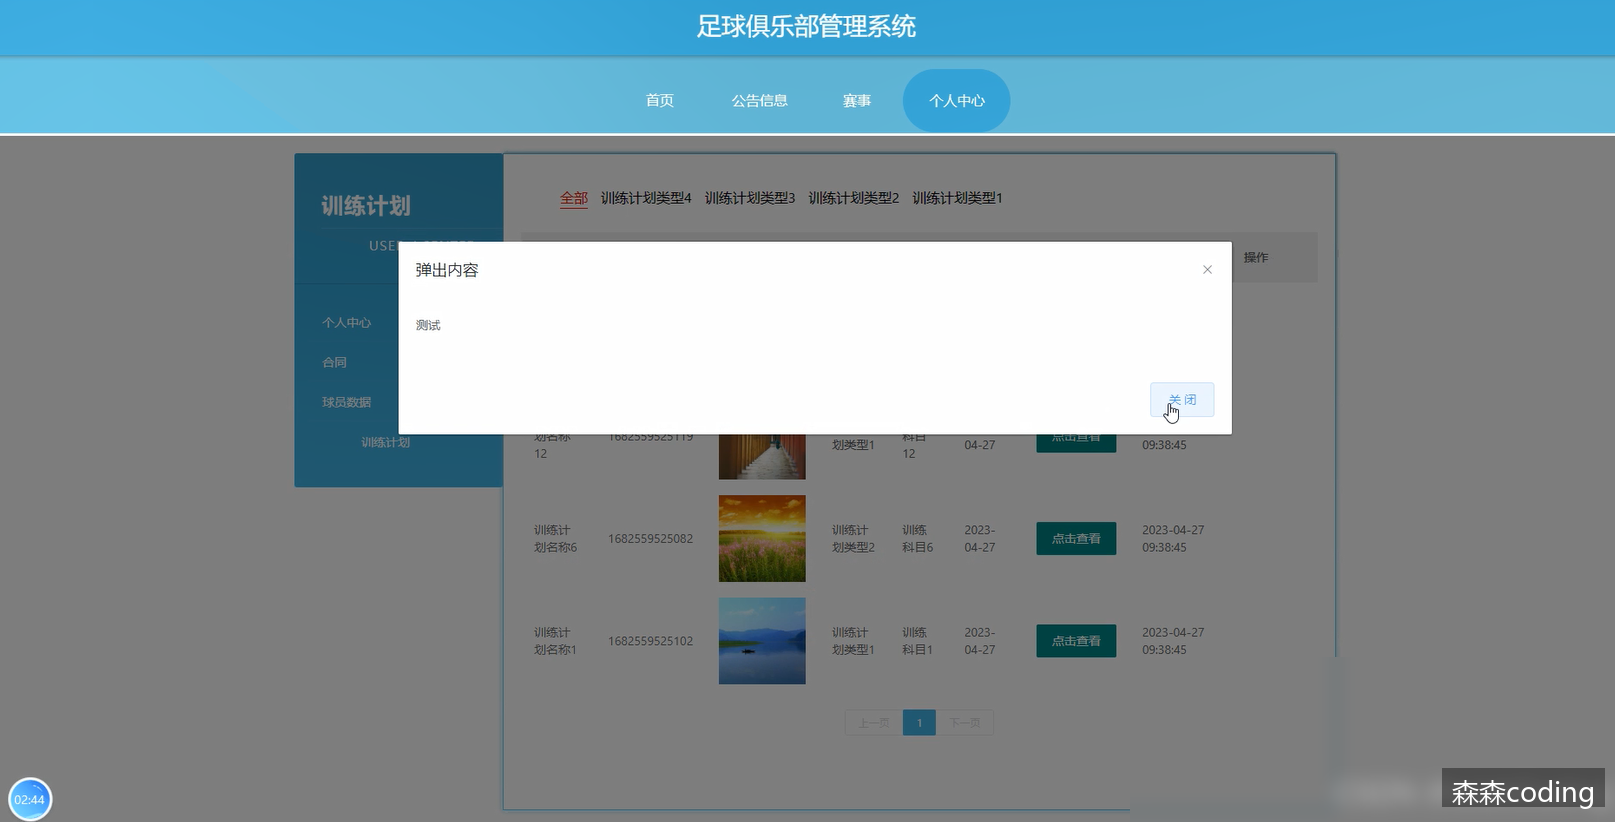 足球俱乐部管理系统
首页 公告信息 赛事 个人中心
训练计划
全部 训练计划类型4 训练计划类型3 训练计划类型2 训练计划类型1
操作
弹出内容
测试
关 闭
个人中心
合同
球员数据
训练计划
划名称
12
1682559525119
划类型1
科目
12
04-27
点击查看
09:38:45
训练计
划名称6
1682559525082
训练计
划类型2
训练
科目6
2023-
04-27
点击查看
2023-04-27
09:38:45
训练计
划名称1
1682559525102
训练计
划类型1
训练
科目1
2023-
04-27
点击查看
2023-04-27
09:38:45
上一页 1 下一页
02:44
森森coding